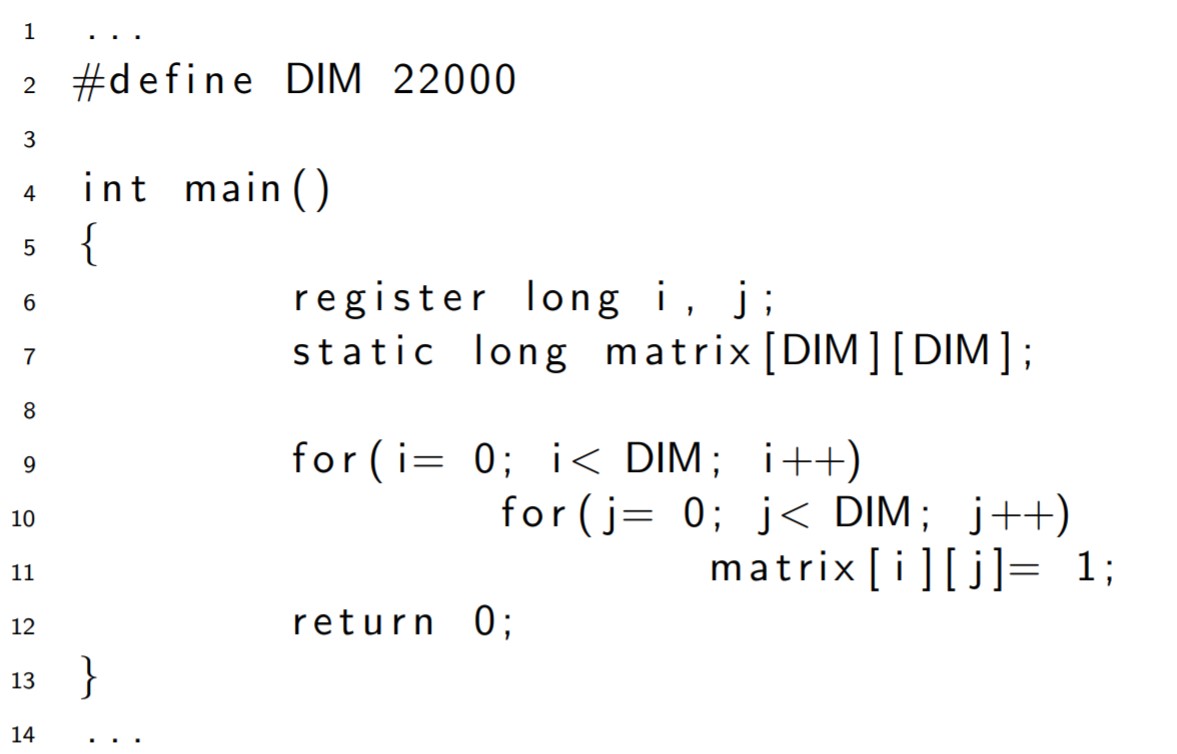 1 ...
2 #define DIM 22000
3
4 int main()
5 {
6 register long i, j;
7 static long matrix[DIM][DIM];
8
9 for(i= 0; i< DIM; i++)
10 for(j= 0; j< DIM; j++)
11 matrix[i][j]= 1;
12 return 0;
13 }
14 ...